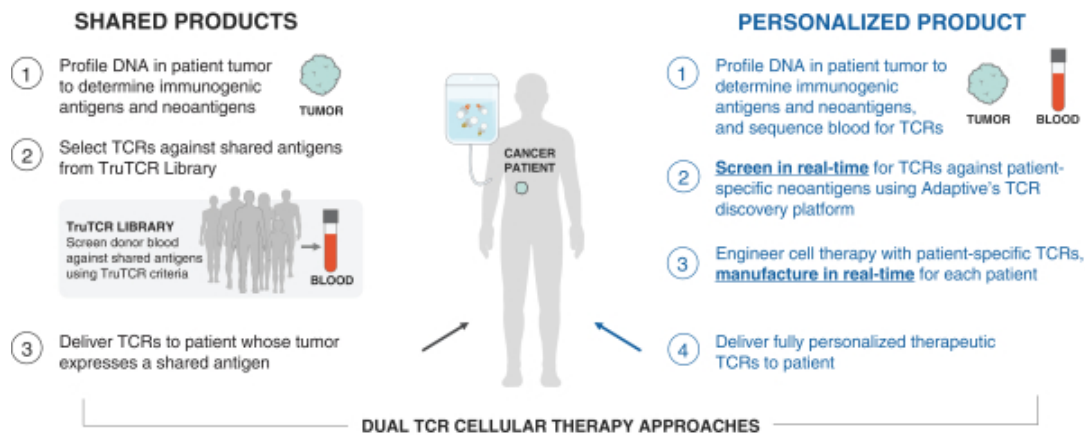 SHARED PRODUCTS
1
Profile DNA in patient tumor
to determine immunogenic
antigens and neoantigens
TUMOR
2
Select TCRs against shared antigens
from TruTCR Library
TruTCR LIBRARY
Screen donor blood
against shared antigens
using TruTCR criteria
BLOOD
3
Deliver TCRs to patient whose tumor
expresses a shared antigen
CANCER
PATIENT
PERSONALIZED PRODUCT
1
Profile DNA in patient tumor to
determine immunogenic
antigens and neoantigens,
and sequence blood for TCRs
TUMOR
BLOOD
2
Screen in real-time for TCRs against patient-
specific neoantigens using Adaptive's TCR
discovery platform
3
Engineer cell therapy with patient-specific TCRs,
manufacture in real-time for each patient
4
Deliver fully personalized therapeutic
TCRs to patient
DUAL TCR CELLULAR THERAPY APPROACHES